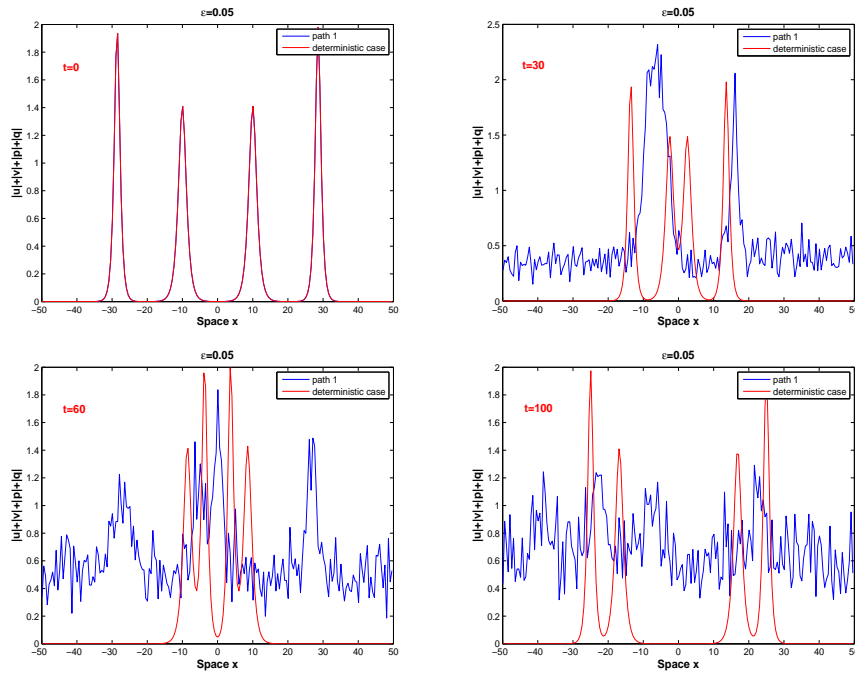 ε=0.05
path 1
deterministic case
t=0
|u|+|v|+|p|+|q|
2
1.8
1.6
1.4
1.2
1
0.8
0.6
0.4
0.2
0
−50 −40 −30 −20 −10 0 10 20 30 40 50
Space x
ε=0.05
path 1
deterministic case
t=30
|u|+|v|+|p|+|q|
2.5
2
1.5
1
0.5
0
−50 −40 −30 −20 −10 0 10 20 30 40 50
Space x
ε=0.05
path 1
deterministic case
t=60
|u|+|v|+|p|+|q|
2
1.8
1.6
1.4
1.2
1
0.8
0.6
0.4
0.2
0
−50 −40 −30 −20 −10 0 10 20 30 40 50
Space x
ε=0.05
path 1
deterministic case
t=100
|u|+|v|+|p|+|q|
2
1.8
1.6
1.4
1.2
1
0.8
0.6
0.4
0.2
0
−50 −40 −30 −20 −10 0 10 20 30 40 50
Space x